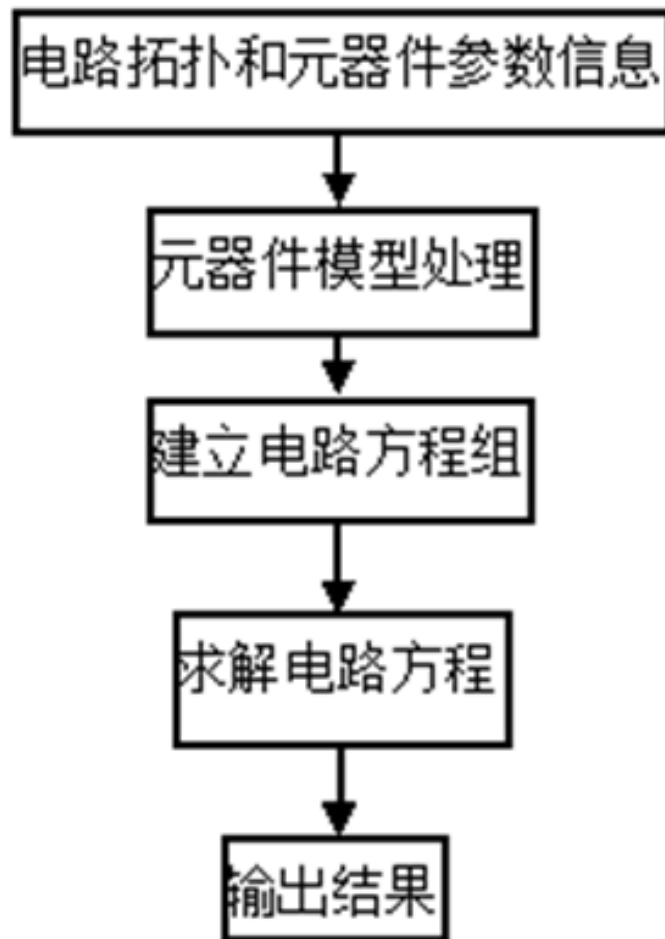 电路拓扑和元器件参数信息
元器件模型处理
建立电路方程组
求解电路方程
输出结果